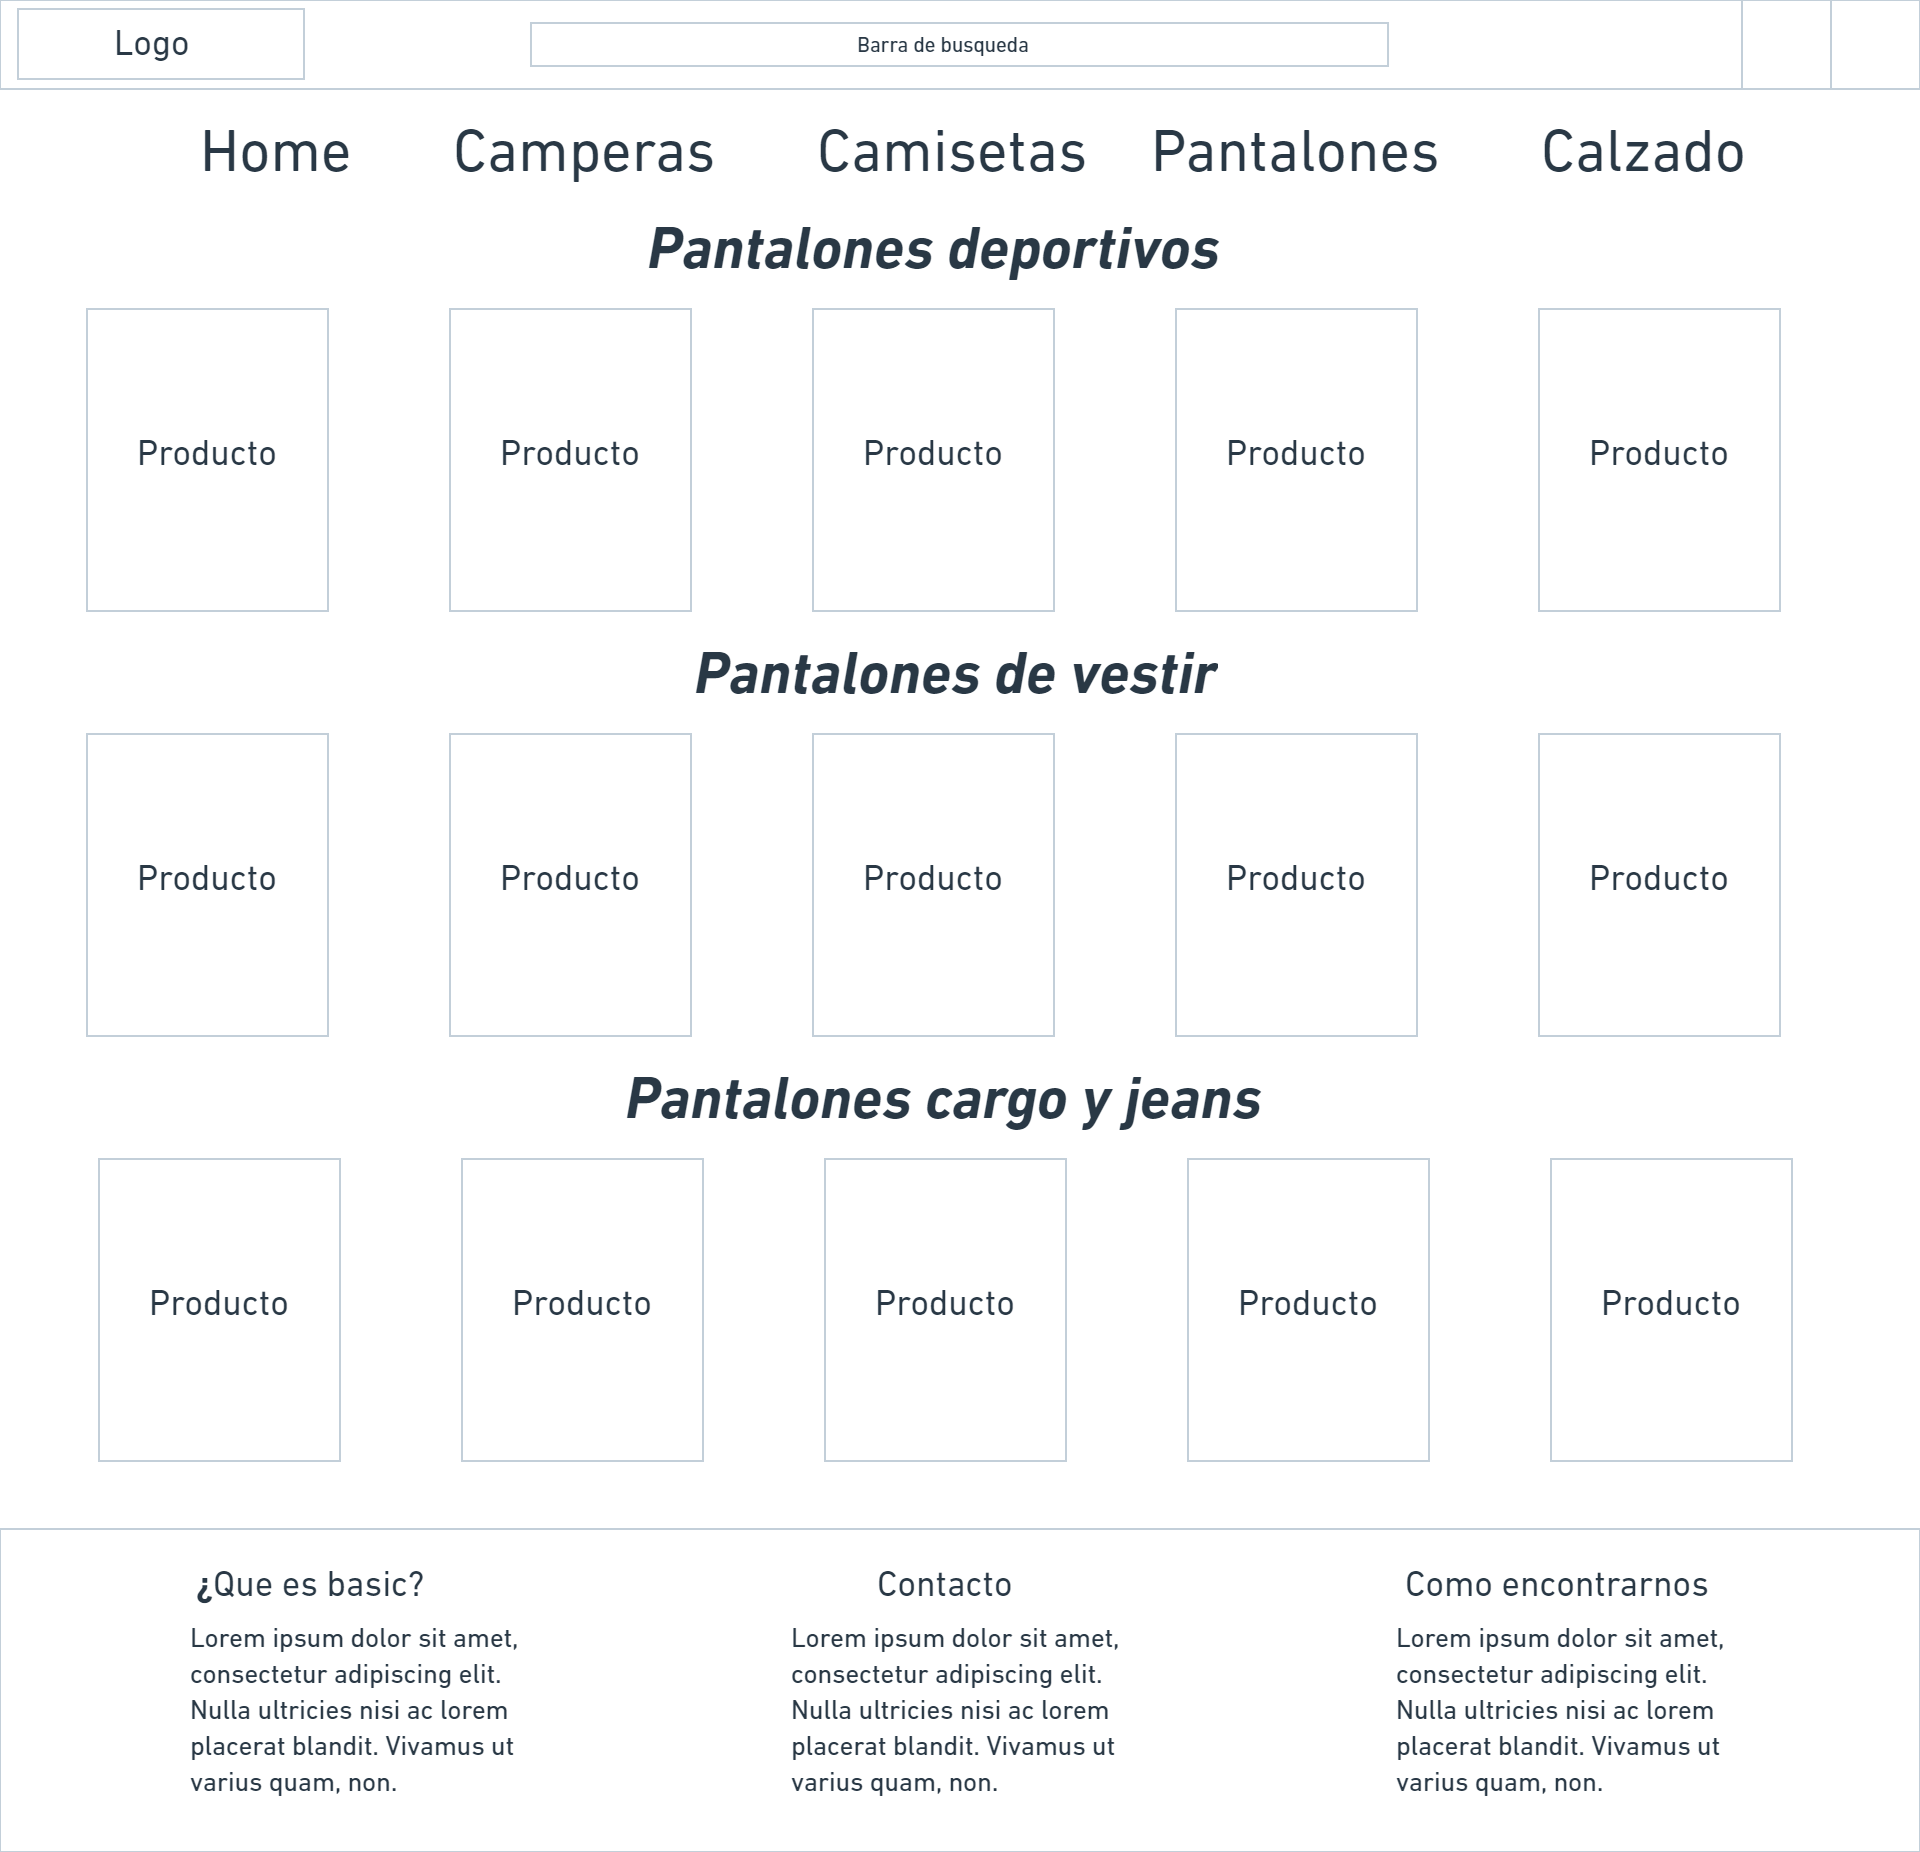 Logo
Barra de busqueda
Home Camperas Camisetas Pantalones Calzado
Pantalones deportivos
Producto Producto Producto Producto Producto
Pantalones de vestir
Producto Producto Producto Producto Producto
Pantalones cargo y jeans
Producto Producto Producto Producto Producto
¿Que es basic?
Lorem ipsum dolor sit amet,
consectetur adipiscing elit.
Nulla ultricies nisi ac lorem
placerat blandit. Vivamus ut
varius quam, non.
Contacto
Lorem ipsum dolor sit amet,
consectetur adipiscing elit.
Nulla ultricies nisi ac lorem
placerat blandit. Vivamus ut
varius quam, non.
Como encontrarnos
Lorem ipsum dolor sit amet,
consectetur adipiscing elit.
Nulla ultricies nisi ac lorem
placerat blandit. Vivamus ut
varius quam, non.